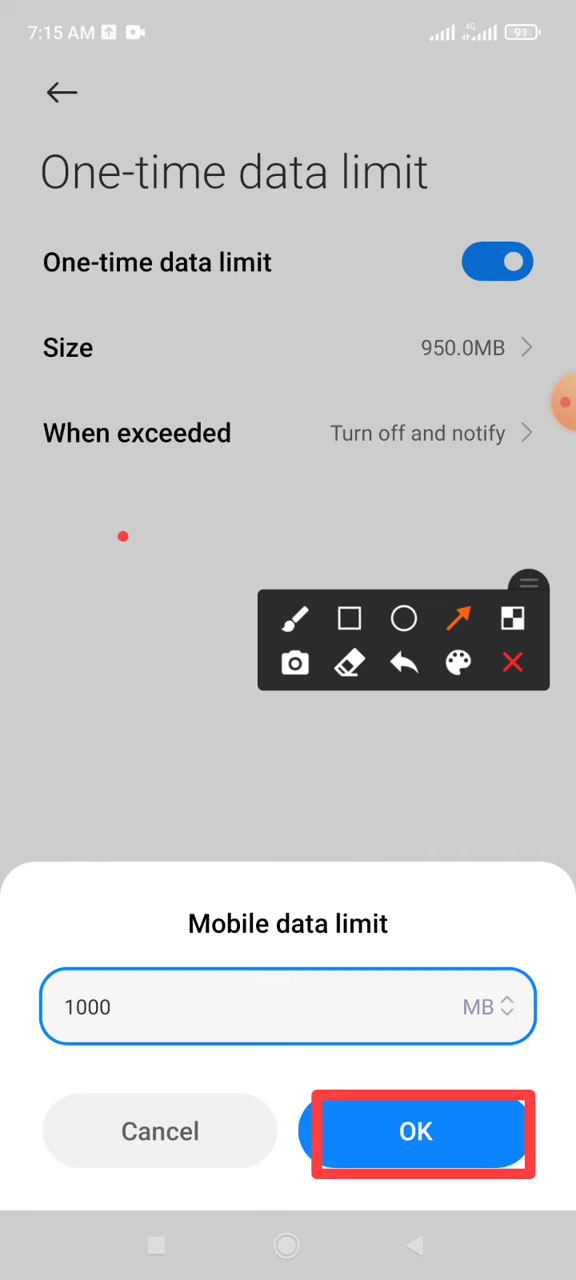 7:15 AM 4G 91
One-time data limit
One-time data limit
Size 950.0MB
When exceeded Turn off and notify
Mobile data limit
1000 MB
Cancel OK